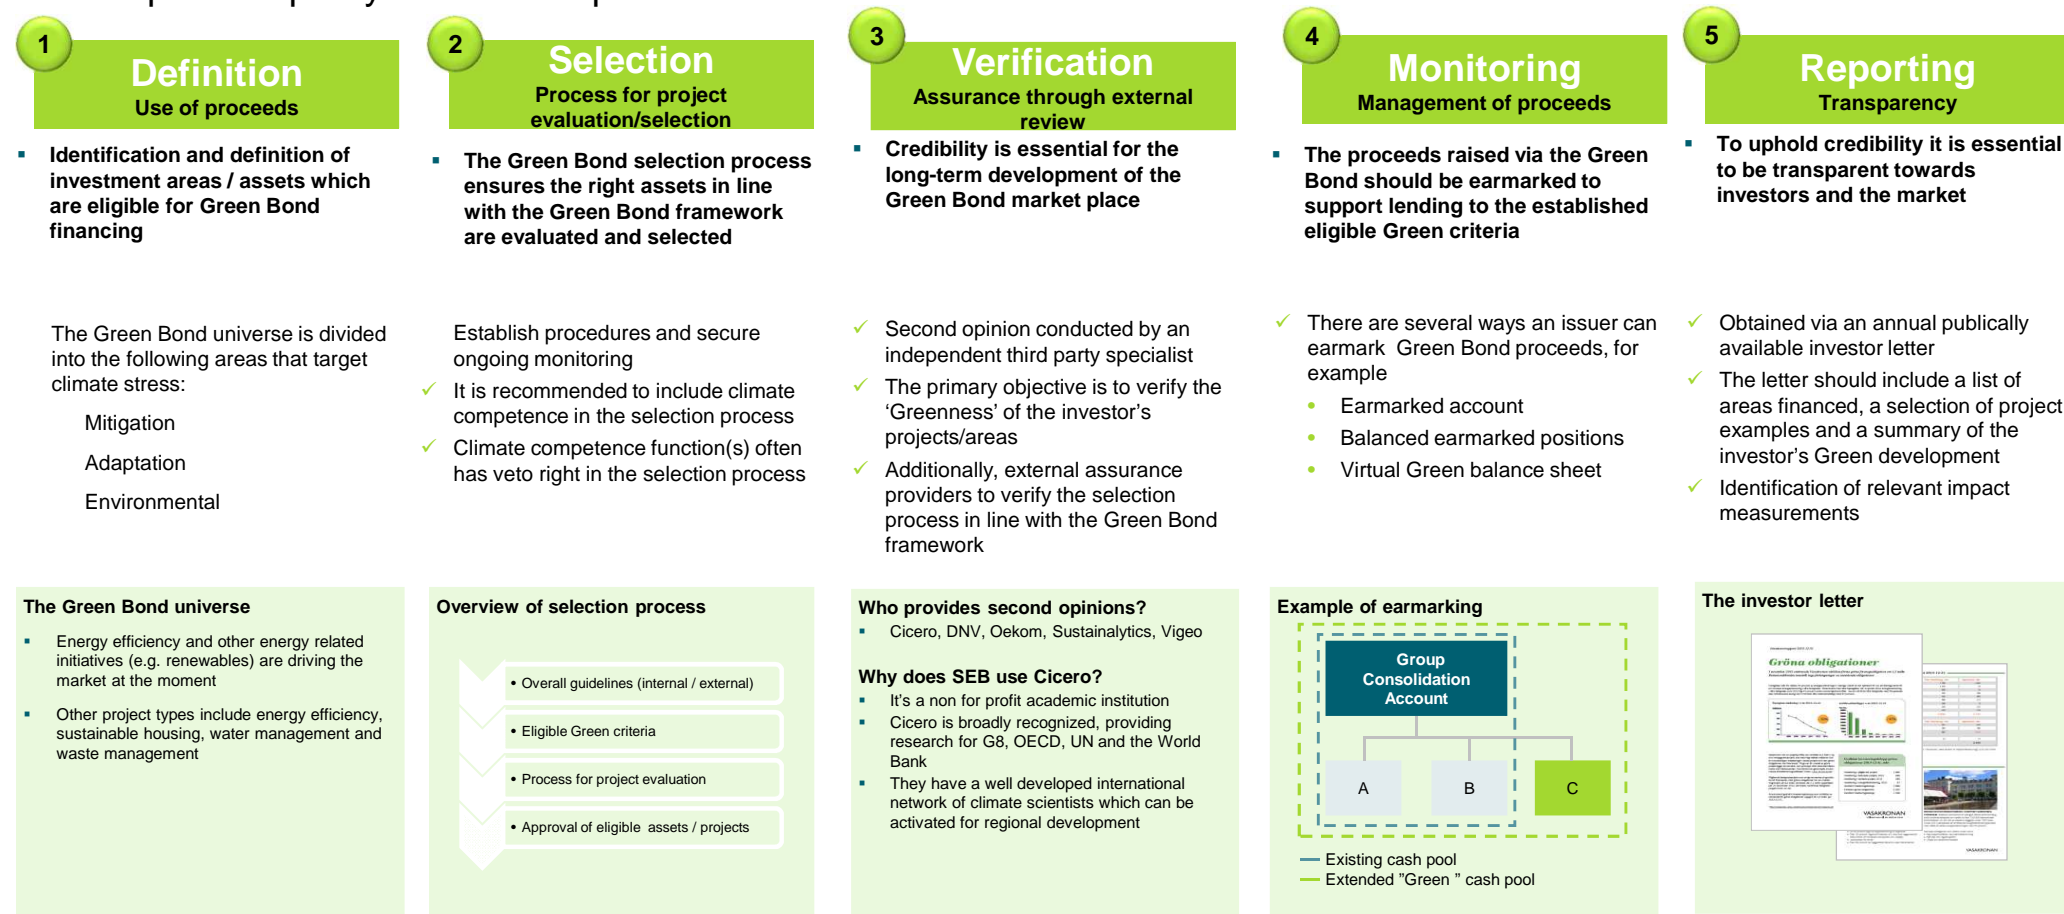 1
Definition
Use of proceeds
Identification and definition of
investment areas / assets which
are eligible for Green Bond
financing
The Green Bond universe is divided
into the following areas that target
climate stress:
Mitigation
Adaptation
Environmental
The Green Bond universe
Energy efficiency and other energy related
initiatives (e.g. renewables) are driving the
market at the moment
Other project types include energy efficiency,
sustainable housing, water management and
waste management
2
Selection
Process for project
evaluation/selection
The Green Bond selection process
ensures the right assets in line
with the Green Bond framework
are evaluated and selected
Establish procedures and secure
ongoing monitoring
It is recommended to include climate
competence in the selection process
Climate competence function(s) often
has veto right in the selection process
Overview of selection process
• Overall guidelines (internal / external)
• Eligible Green criteria
• Process for project evaluation
• Approval of eligible assets / projects
3
Verification
Assurance through external
review
Credibility is essential for the
long-term development of the
Green Bond market place
Second opinion conducted by an
independent third party specialist
The primary objective is to verify the
‘Greenness’ of the investor’s
projects/areas
Additionally, external assurance
providers to verify the selection
process in line with the Green Bond
framework
Who provides second opinions?
Cicero, DNV, Oekom, Sustainalytics, Vigeo
Why does SEB use Cicero?
It’s a non for profit academic institution
Cicero is broadly recognized, providing
research for G8, OECD, UN and the World
Bank
They have a well developed international
network of climate scientists which can be
activated for regional development
4
Monitoring
Management of proceeds
The proceeds raised via the Green
Bond should be earmarked to
support lending to the established
eligible Green criteria
There are several ways an issuer can
earmark Green Bond proceeds, for
example
• Earmarked account
• Balanced earmarked positions
• Virtual Green balance sheet
Example of earmarking
Group
Consolidation
Account
A
B
C
Existing cash pool
Extended ”Green ” cash pool
5
Reporting
Transparency
To uphold credibility it is essential
to be transparent towards
investors and the market
Obtained via an annual publically
available investor letter
The letter should include a list of
areas financed, a selection of project
examples and a summary of the
investor’s Green development
Identification of relevant impact
measurements
The investor letter
Gröna obligationer
VASAKRONAN
VASAKRONAN